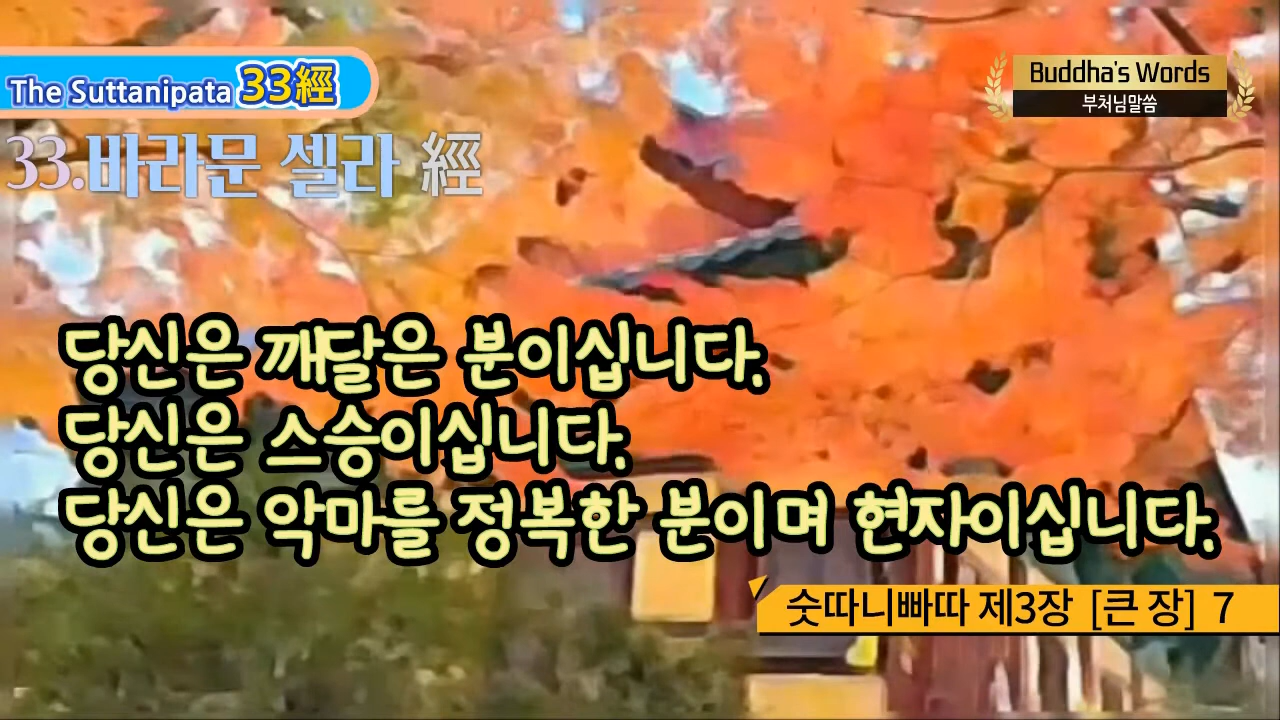 The Suttanipata 33經
Buddha's Words
부처님말씀
33.바라문 셀라 經
당신은 깨달은 분이십니다.
당신은 스승이십니다.
당신은 악마를 정복한 분이며 현자이십니다.
숫따니빠따 제3장 [큰 장] 7